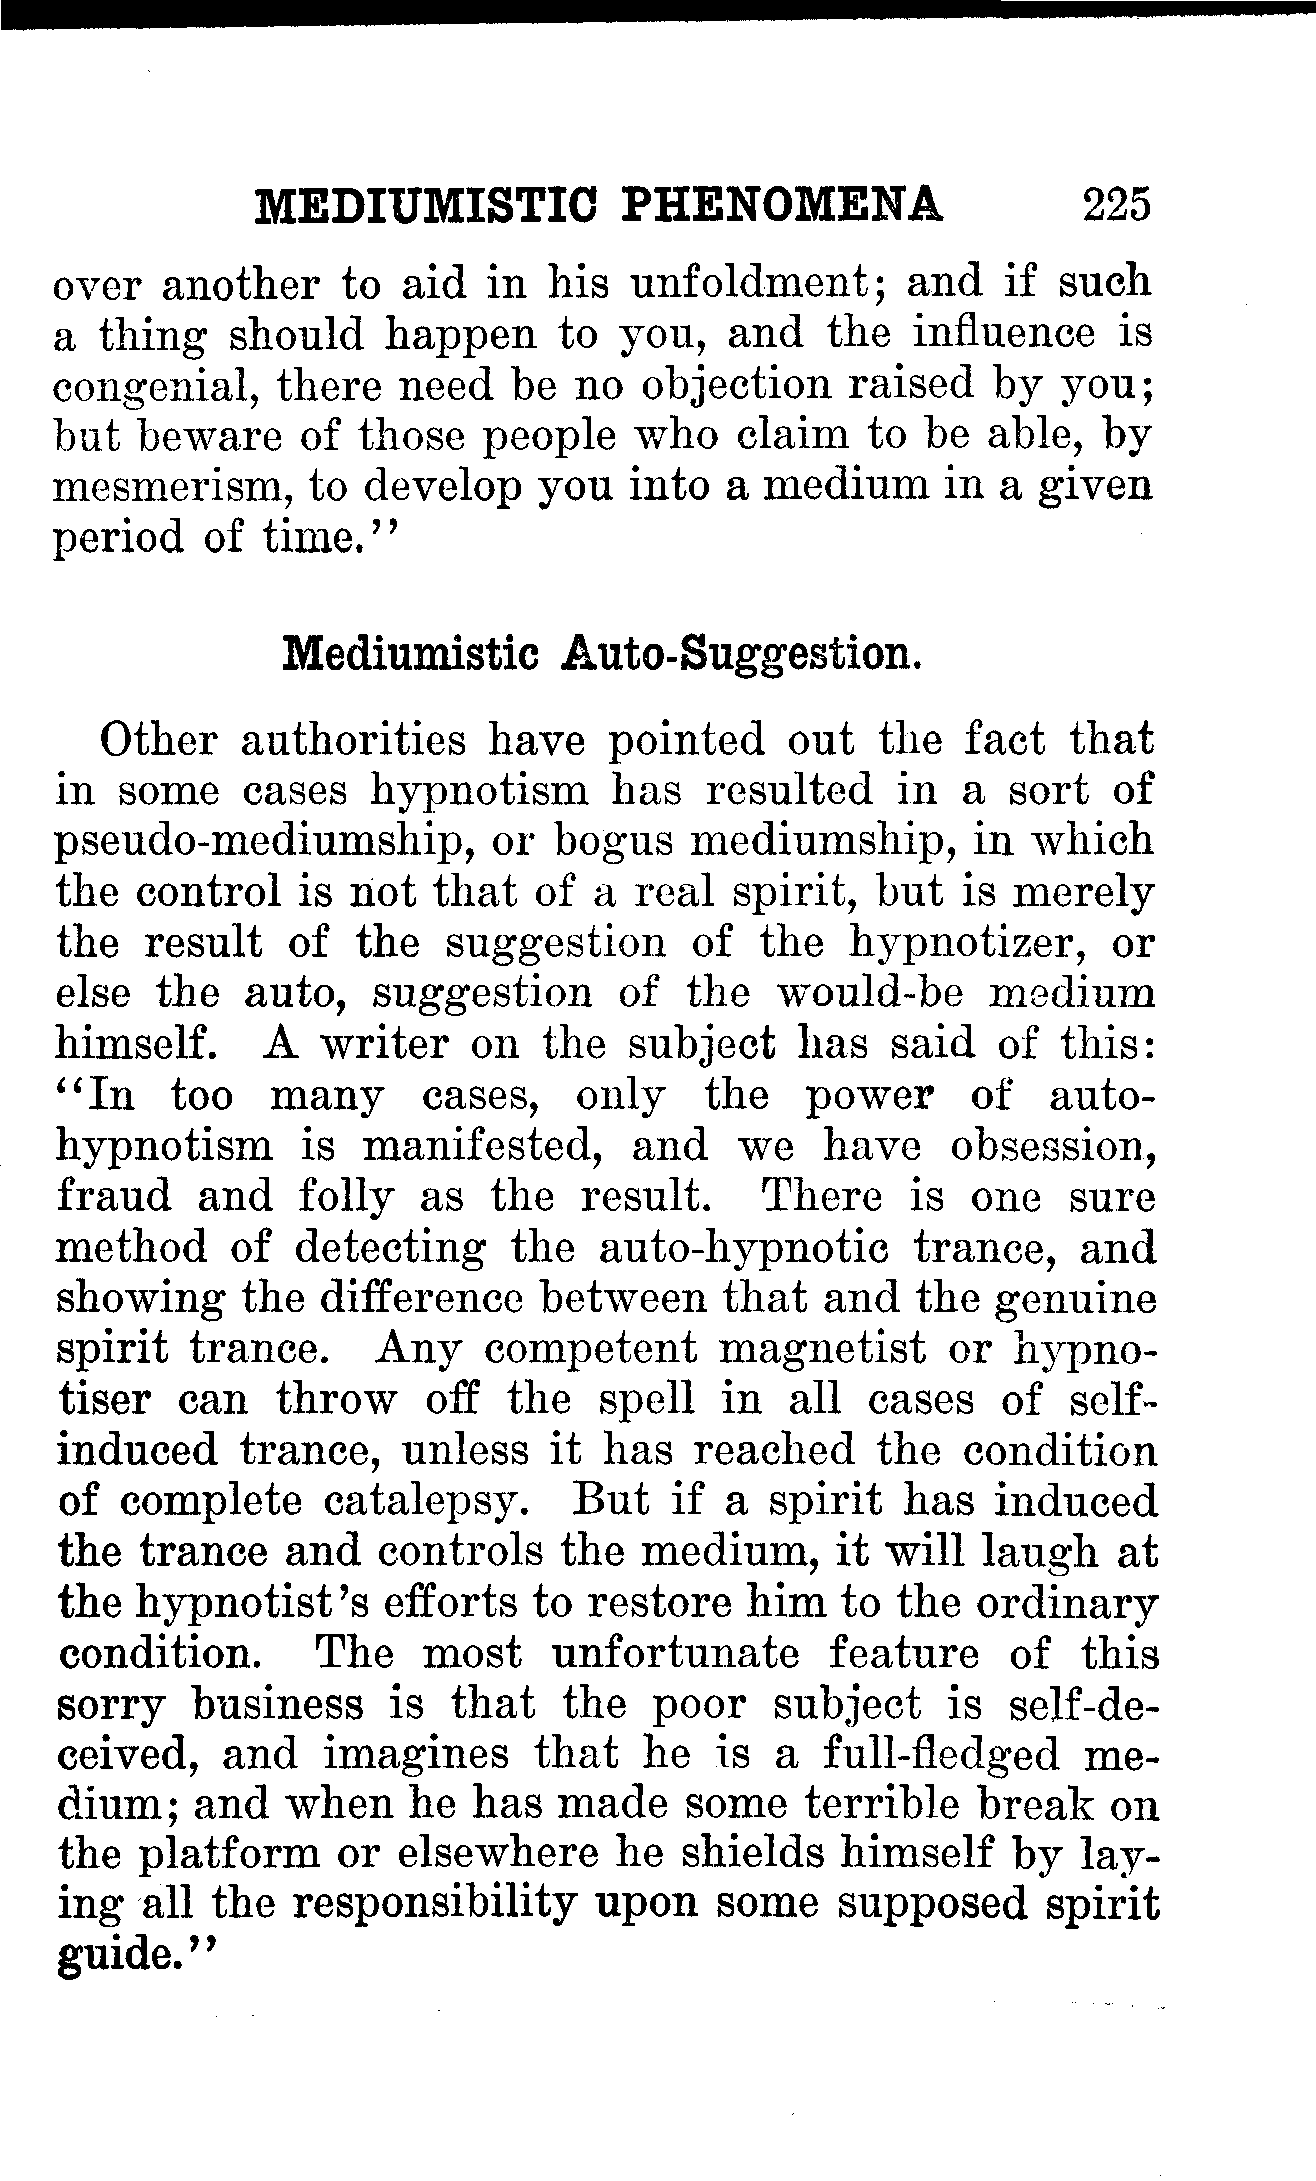 MEDIUMISTIC PHENOMENA 225
over another to aid in his unfoldment; and if such
a thing should happen to you, and the influence is
congenial, there need be no objection raised by you;
but beware of those people who claim to be able, by
mesmerism, to develop you into a medium in a given
period of time.’’
Mediumistic Auto-Suggestion.
Other authorities have pointed out the fact that
in some cases hypnotism has resulted in a sort of
pseudo-mediumship, or bogus mediumship, in which
the control is not that of a real spirit, but is merely
the result of the suggestion of the hypnotizer, or
else the auto, suggestion of the would-be medium
himself. A writer on the subject has said of this:
‘‘In too many cases, only the power of auto-
hypnotism is manifested, and we have obsession,
fraud and folly as the result. There is one sure
method of detecting the auto-hypnotic trance, and
showing the difference between that and the genuine
spirit trance. Any competent magnetist or hypno-
tiser can throw off the spell in all cases of self-
induced trance, unless it has reached the condition
of complete catalepsy. But if a spirit has induced
the trance and controls the medium, it will laugh at
the hypnotist’s efforts to restore him to the ordinary
condition. The most unfortunate feature of this
sorry business is that the poor subject is self-de-
ceived, and imagines that he is a full-fledged me-
dium; and when he has made some terrible break on
the platform or elsewhere he shields himself by lay-
ing all the responsibility upon some supposed spirit
guide.’’